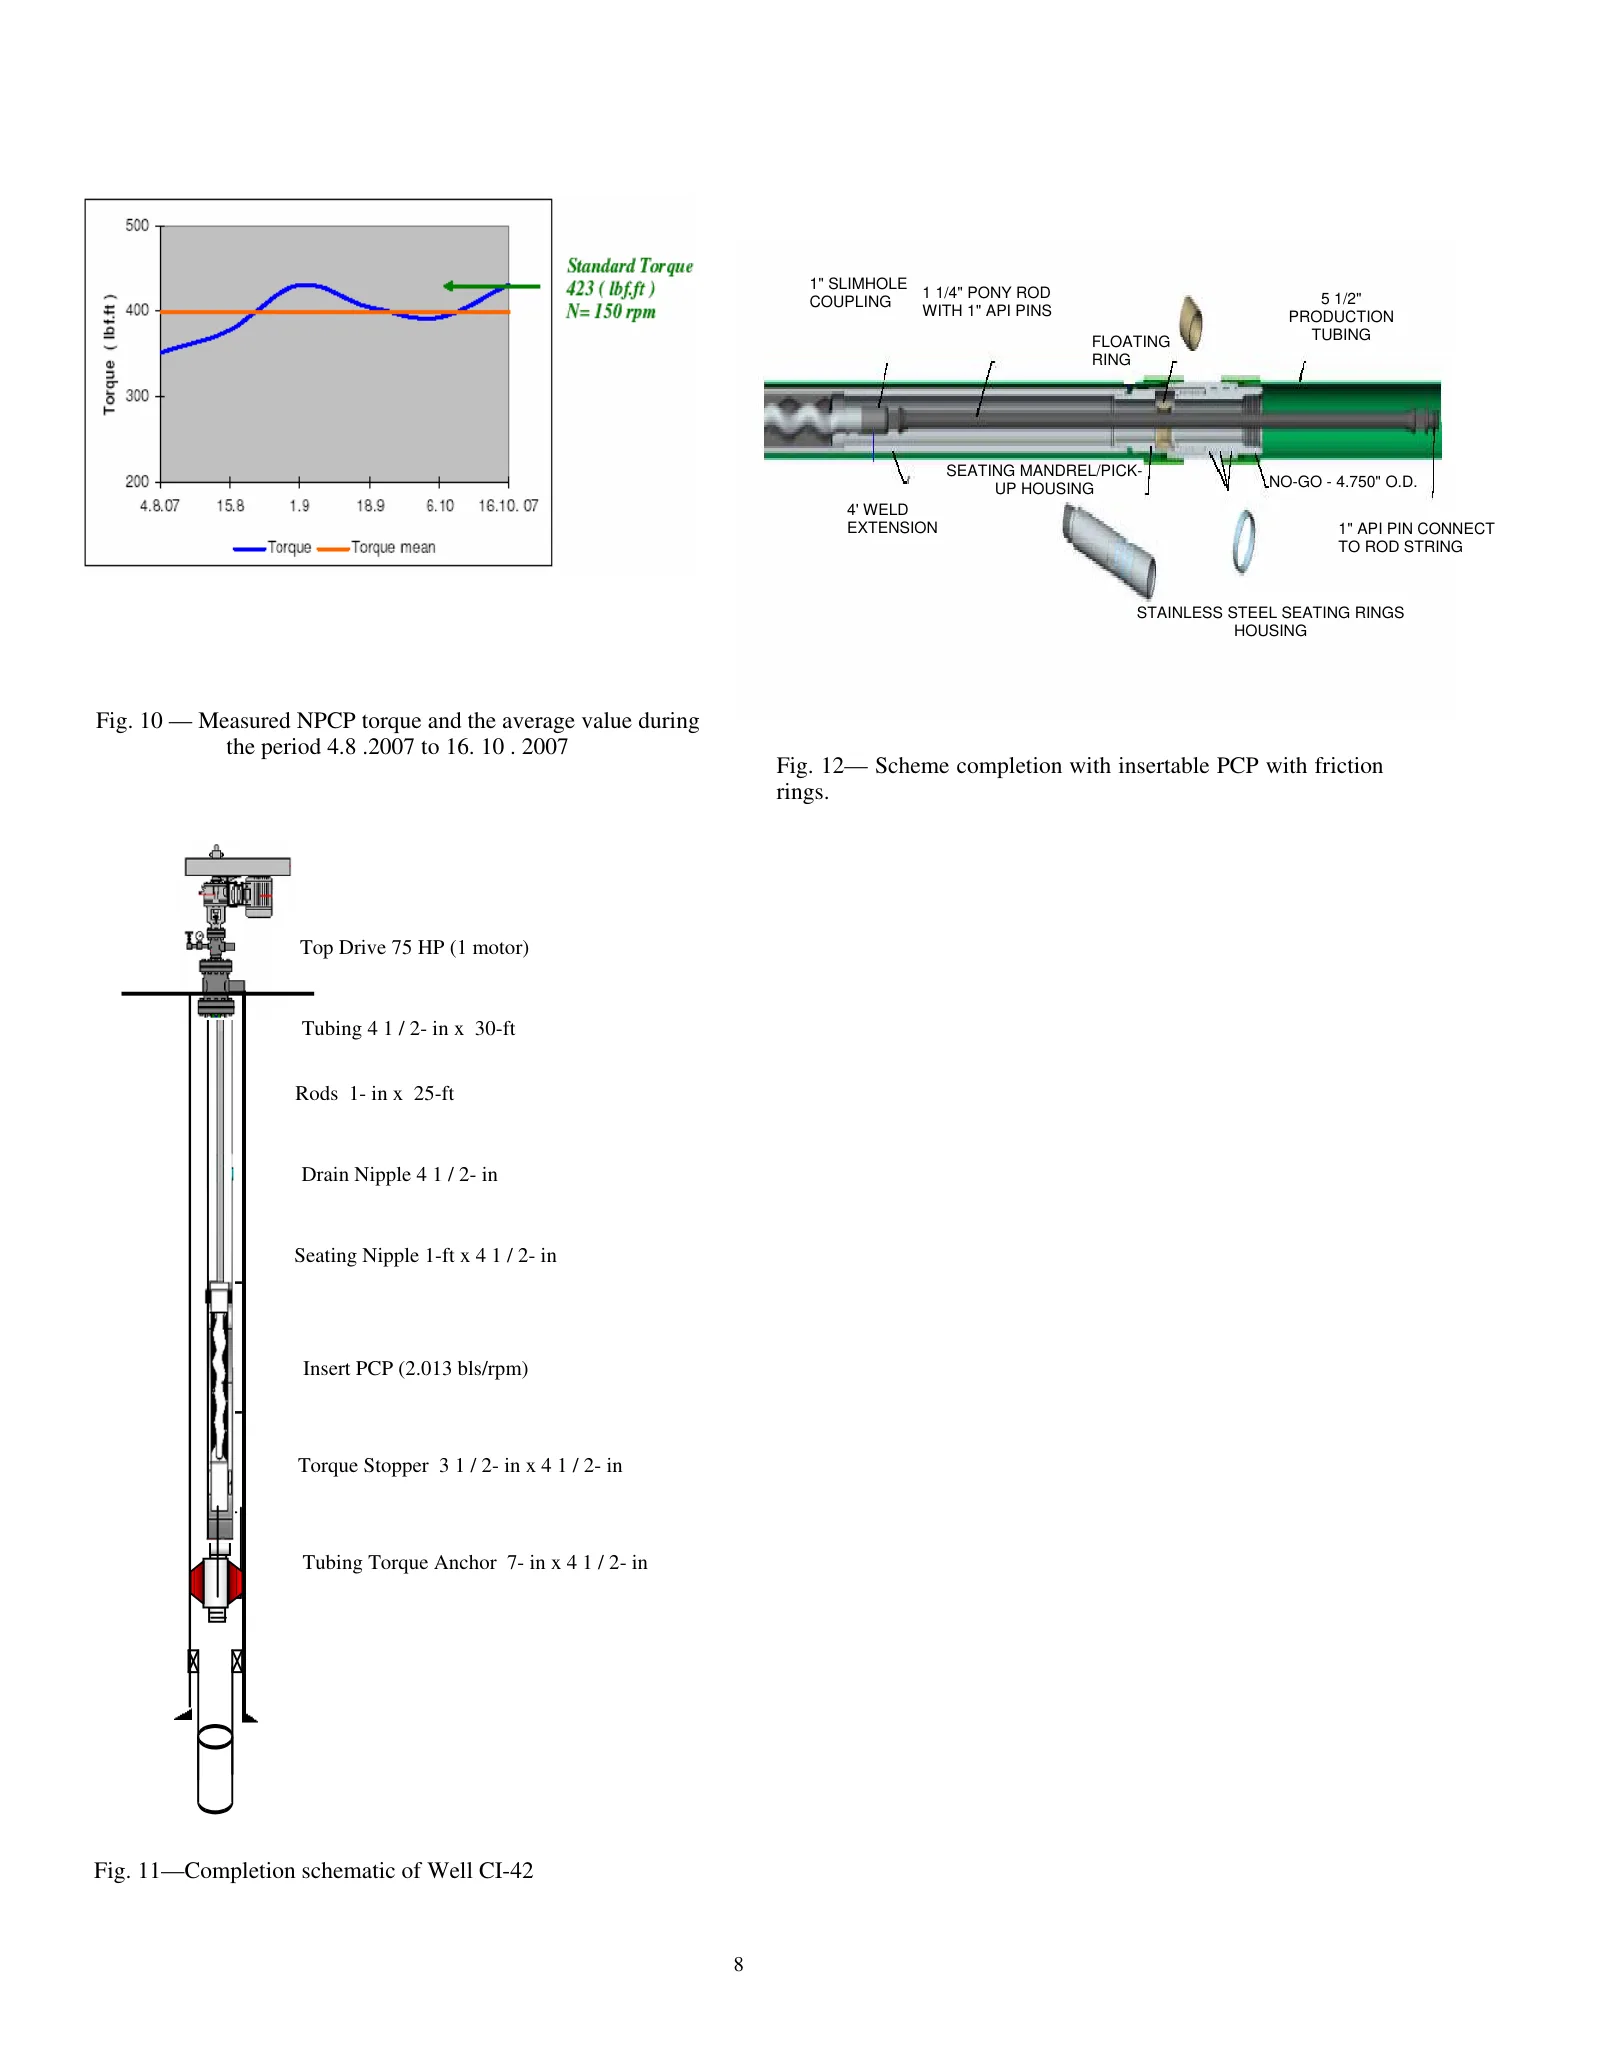 500
400
300
200
Torque ( lbf.ft )
4.8.07 15.8 1.9 18.9 6.10 16.10. 07
Torque Torque mean
Standard Torque
423 ( lbf.ft )
N= 150 rpm
Fig. 10 — Measured NPCP torque and the average value during
the period 4.8 .2007 to 16. 10 . 2007
1" SLIMHOLE
COUPLING
1 1/4" PONY ROD
WITH 1" API PINS
FLOATING
RING
5 1/2"
PRODUCTION
TUBING
SEATING MANDREL/PICK-
UP HOUSING
NO-GO - 4.750" O.D.
4' WELD
EXTENSION
1" API PIN CONNECT
TO ROD STRING
STAINLESS STEEL SEATING RINGS
HOUSING
Fig. 12— Scheme completion with insertable PCP with friction
rings.
Top Drive 75 HP (1 motor)
Tubing 4 1 / 2- in x 30-ft
Rods 1- in x 25-ft
Drain Nipple 4 1 / 2- in
Seating Nipple 1-ft x 4 1 / 2- in
Insert PCP (2.013 bls/rpm)
Torque Stopper 3 1 / 2- in x 4 1 / 2- in
Tubing Torque Anchor 7- in x 4 1 / 2- in
Fig. 11—Completion schematic of Well CI-42
8